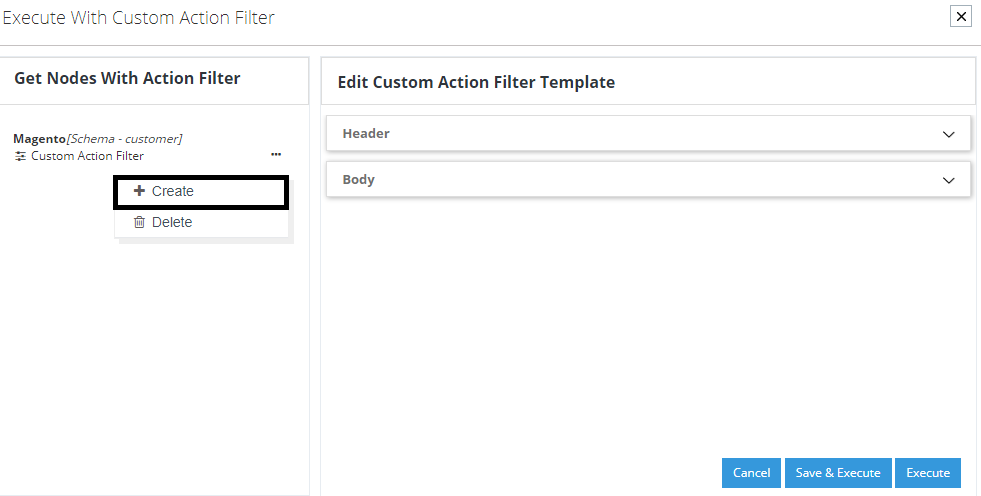 Execute With Custom Action Filter
Get Nodes With Action Filter
Magento[Schema - customer]
Custom Action Filter
Create
Delete
Edit Custom Action Filter Template
Header
Body
Cancel
Save & Execute
Execute